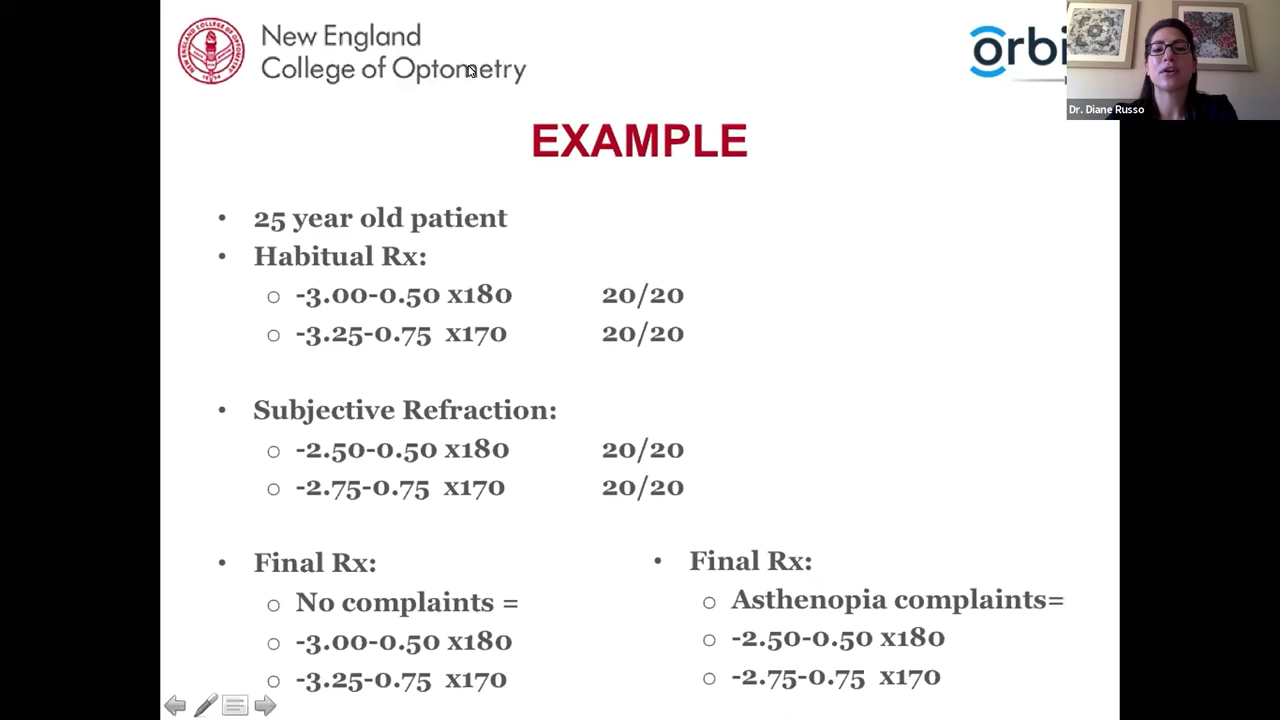 New England
College of Optometry
orbi
Dr. Diane Russo
EXAMPLE
• 25 year old patient
• Habitual Rx:
○ -3.00-0.50 x180 20/20
○ -3.25-0.75 x170 20/20
• Subjective Refraction:
○ -2.50-0.50 x180 20/20
○ -2.75-0.75 x170 20/20
• Final Rx:
○ No complaints =
○ -3.00-0.50 x180
○ -3.25-0.75 x170
• Final Rx:
○ Asthenopia complaints=
○ -2.50-0.50 x180
○ -2.75-0.75 x170